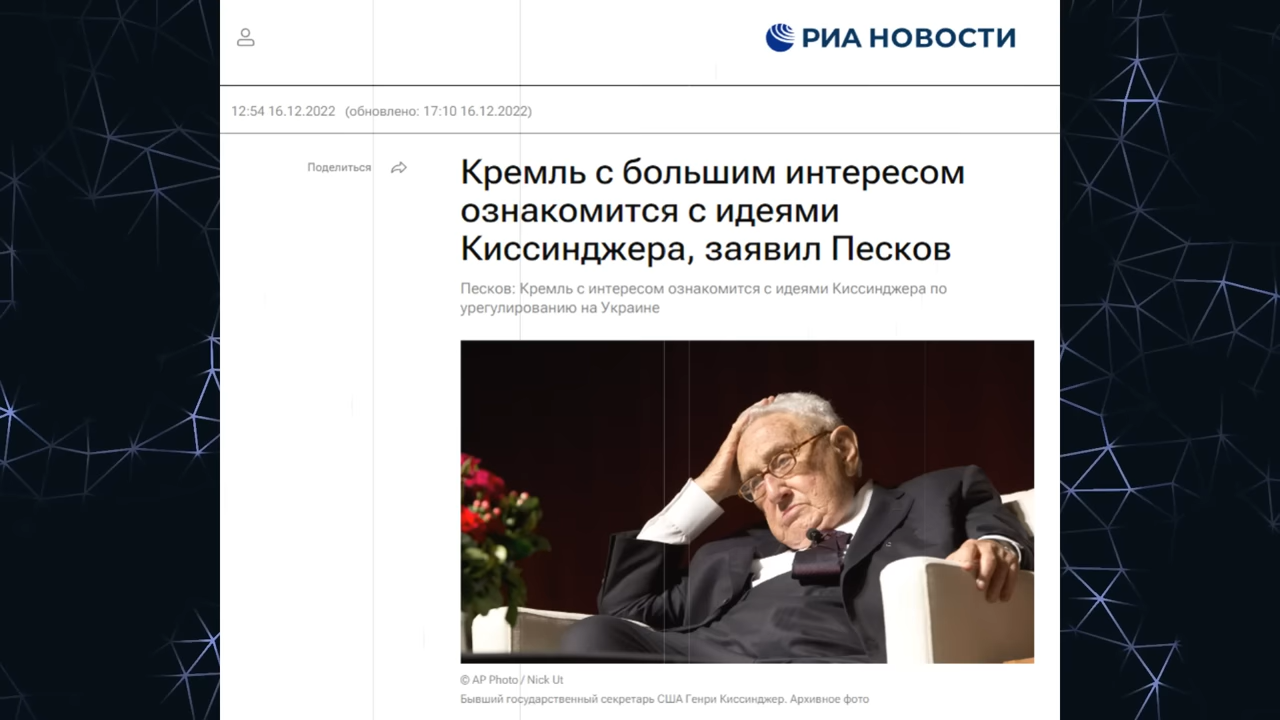 РИА НОВОСТИ
12:54 16.12.2022 (обновлено: 17:10 16.12.2022)
Поделиться
Кремль с большим интересом
ознакомится с идеями
Киссинджера, заявил Песков
Песков: Кремль с интересом ознакомится с идеями Киссинджера по
урегулированию на Украине
© AP Photo / Nick Ut
Бывший государственный секретарь США Генри Киссинджер. Архивное фото